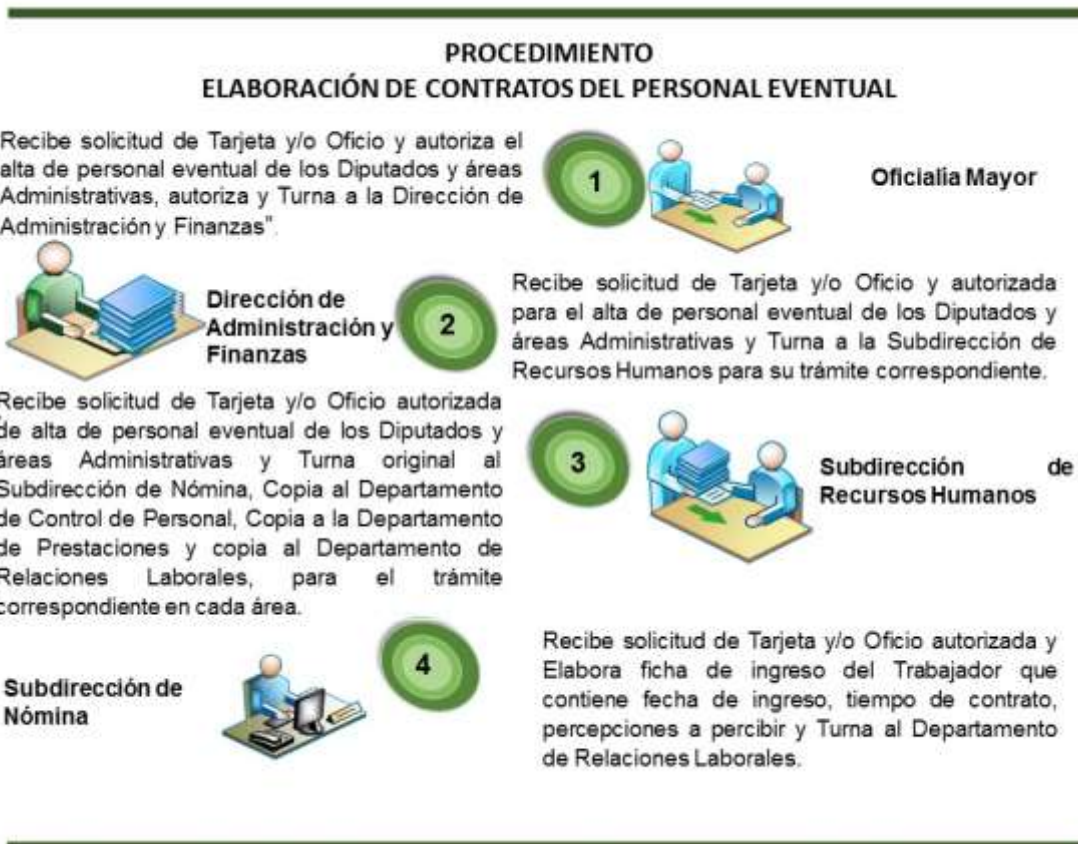 PROCEDIMIENTO
ELABORACIÓN DE CONTRATOS DEL PERSONAL EVENTUAL
Recibe solicitud de Tarjeta y/o Oficio y autoriza el
alta de personal eventual de los Diputados y áreas
Administrativas, autoriza y Turna a la Dirección de
Administración y Finanzas".
1
Oficialía Mayor
Dirección de
Administración y
Finanzas
2
Recibe solicitud de Tarjeta y/o Oficio y autorizada
para el alta de personal eventual de los Diputados y
áreas Administrativas y Turna a la Subdirección de
Recursos Humanos para su trámite correspondiente.
Recibe solicitud de Tarjeta y/o Oficio autorizada
de alta de personal eventual de los Diputados y
áreas Administrativas y Turna original al
Subdirección de Nómina, Copia al Departamento
de Control de Personal, Copia a la Departamento
de Prestaciones y copia al Departamento de
Relaciones Laborales, para el trámite
correspondiente en cada área.
3
Subdirección de
Recursos Humanos
Subdirección de
Nómina
4
Recibe solicitud de Tarjeta y/o Oficio autorizada y
Elabora ficha de ingreso del Trabajador que
contiene fecha de ingreso, tiempo de contrato,
percepciones a percibir y Turna al Departamento
de Relaciones Laborales.